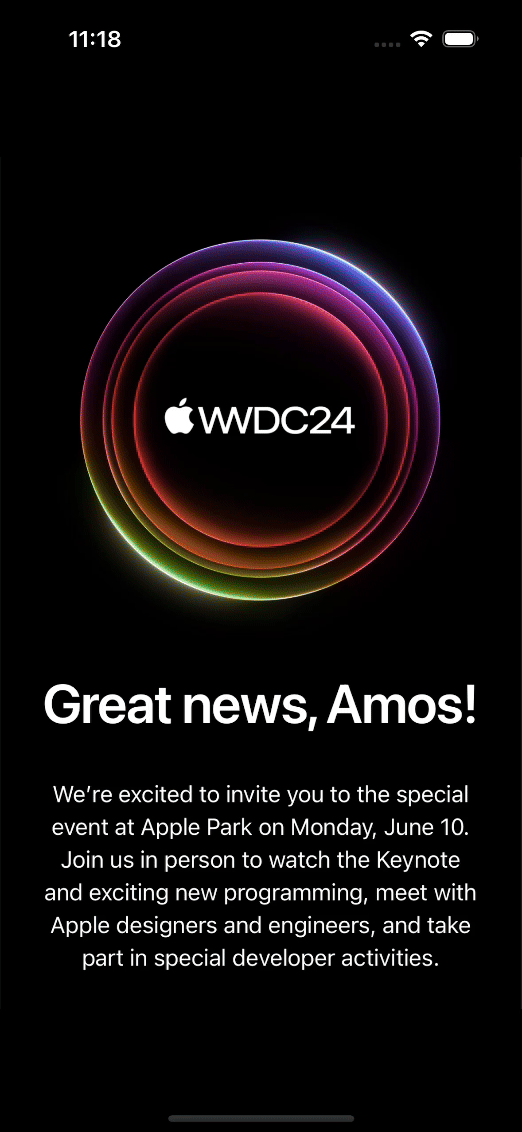 11:18
WWDC24
Great news, Amos!
We’re excited to invite you to the special
event at Apple Park on Monday, June 10.
Join us in person to watch the Keynote
and exciting new programming, meet with
Apple designers and engineers, and take
part in special developer activities.